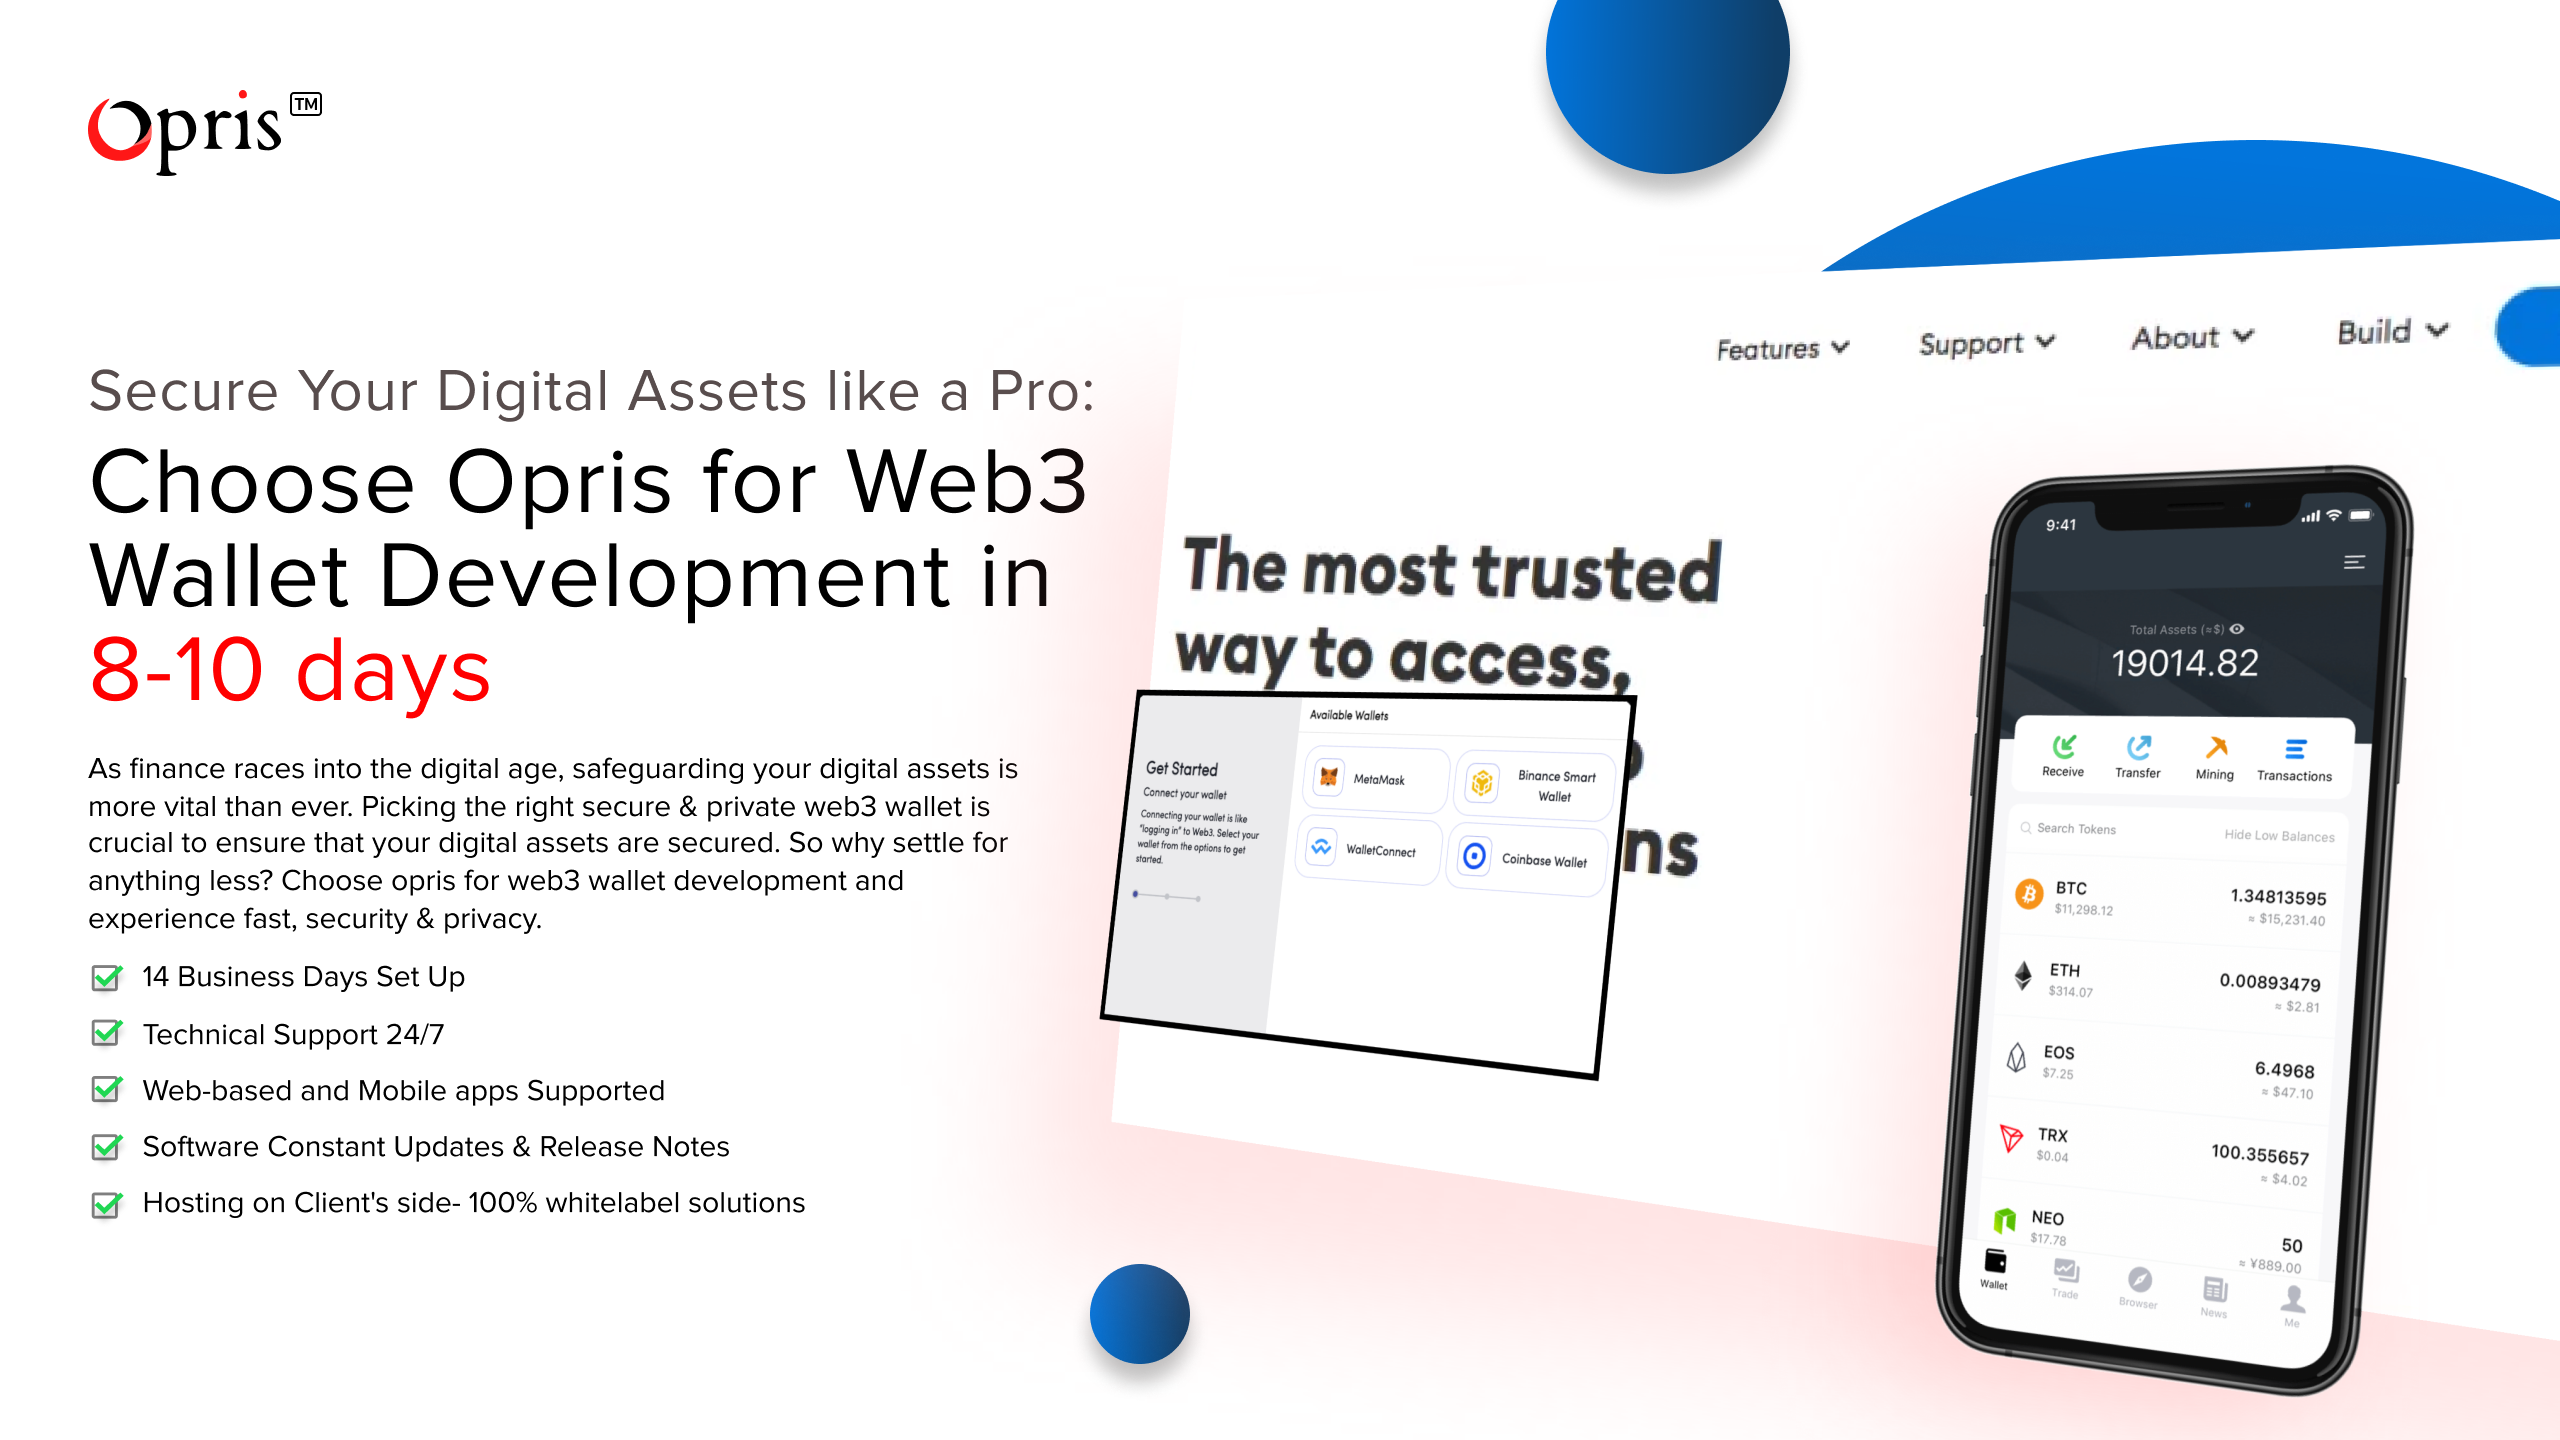 Opris TM
Secure Your Digital Assets like a Pro:
Choose Opris for Web3
Wallet Development in
8-10 days
As finance races into the digital age, safeguarding your digital assets is
more vital than ever. Picking the right secure & private web3 wallet is
crucial to ensure that your digital assets are secured. So why settle for
anything less? Choose opris for web3 wallet development and
experience fast, security & privacy.
14 Business Days Set Up
Technical Support 24/7
Web-based and Mobile apps Supported
Software Constant Updates & Release Notes
Hosting on Client's side- 100% whitelabel solutions
Features
Support
About
Build
The most trusted
way to access,
ns
Get Started
Connect your wallet
Connecting your wallet is like
"logging in" to Web3. Select your
wallet from the options to get
started.
Available Wallets
MetaMask
Binance Smart
Wallet
WalletConnect
Coinbase Wallet
9:41
Total Assets (≈$)
19014.82
Receive
Transfer
Mining
Transactions
Search Tokens
Hide Low Balances
BTC
1.34813595
$11,298.12
≈ $15,231.40
ETH
0.00893479
$314.07
≈ $2.81
EOS
6.4968
$7.25
≈ $47.10
TRX
100.355657
$0.04
≈ $4.02
NEO
50
$17.78
≈ ¥889.00
Wallet
Trade
Browser
News
Me